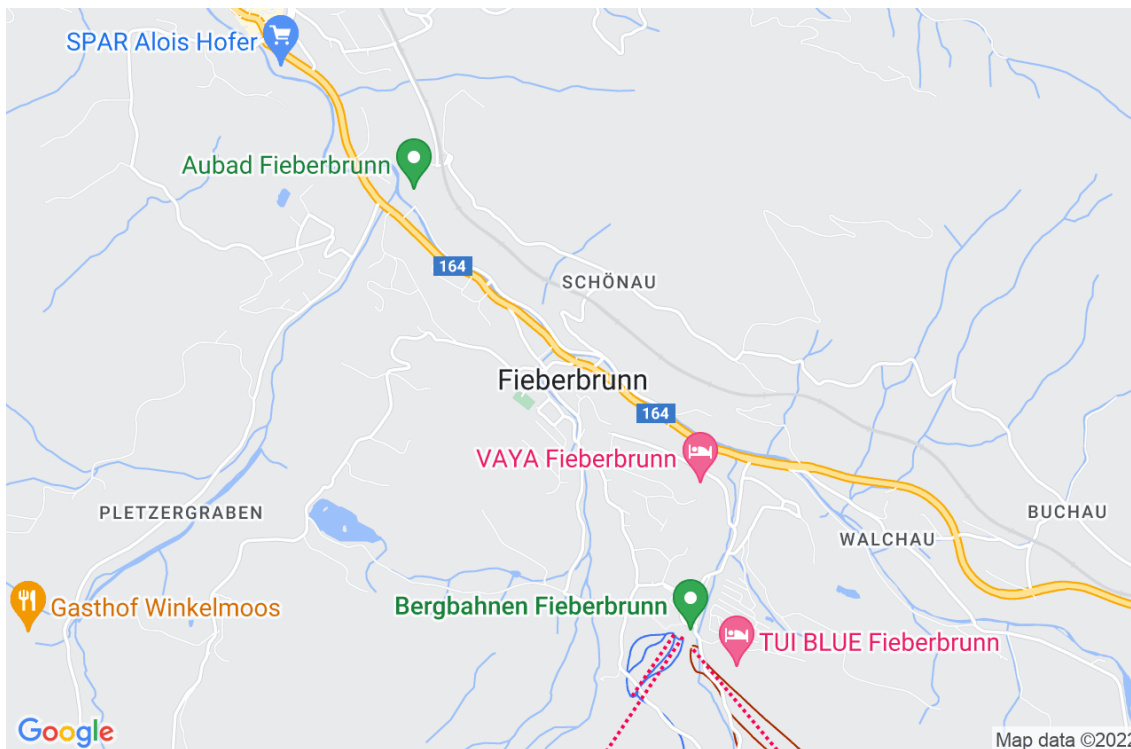 SPAR Alois Hofer
Aubad Fieberbrunn
164
SCHÖNAU
Fieberbrunn
164
VAYA Fieberbrunn
PLETZERGRABEN
BUCHAU
WALCHAU
Gasthof Winkelmoos
Bergbahnen Fieberbrunn
TUI BLUE Fieberbrunn
Google
Map data ©2022